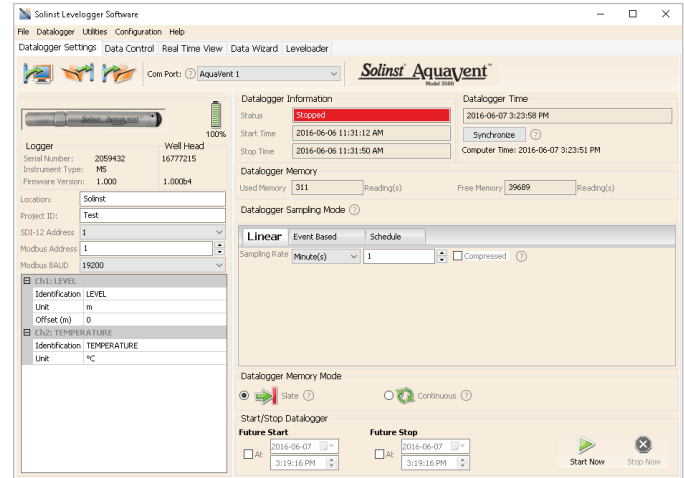 Solinst Levelogger Software
File Datalogger Utilities Configuration Help
Datalogger Settings Data Control Real Time View Data Wizard Leveloader
Com Port: ? AquaVent 1
Solinst Aquavent™
Model 3500
Solinst Aquavent
100%
Logger Well Head
Serial Number: 2059432 16777215
Instrument Type: M5
Firmware Version: 1.000 1.000b4
Location: Solinst
Project ID: Test
SDI-12 Address 1
Modbus Address 1
Modbus BAUD 19200
Ch1: LEVEL
Identification LEVEL
Unit m
Offset (m) 0
Ch2: TEMPERATURE
Identification TEMPERATURE
Unit °C
Datalogger Information
Status Stopped
Start Time 2016-06-06 11:31:12 AM
Stop Time 2016-06-06 11:31:50 AM
Datalogger Time
2016-06-07 3:23:58 PM
Synchronize ?
Computer Time: 2016-06-07 3:23:51 PM
Datalogger Memory
Used Memory 311 Reading(s) Free Memory 39689 Reading(s)
Datalogger Sampling Mode ?
Linear Event Based Schedule
Sampling Rate Minute(s) 1 Compressed ?
Datalogger Memory Mode
Slate ? Continuous ?
Start/Stop Datalogger
Future Start Future Stop
At 2016-06-07 3:19:16 PM
At 2016-06-07 3:19:16 PM
Start Now Stop Now